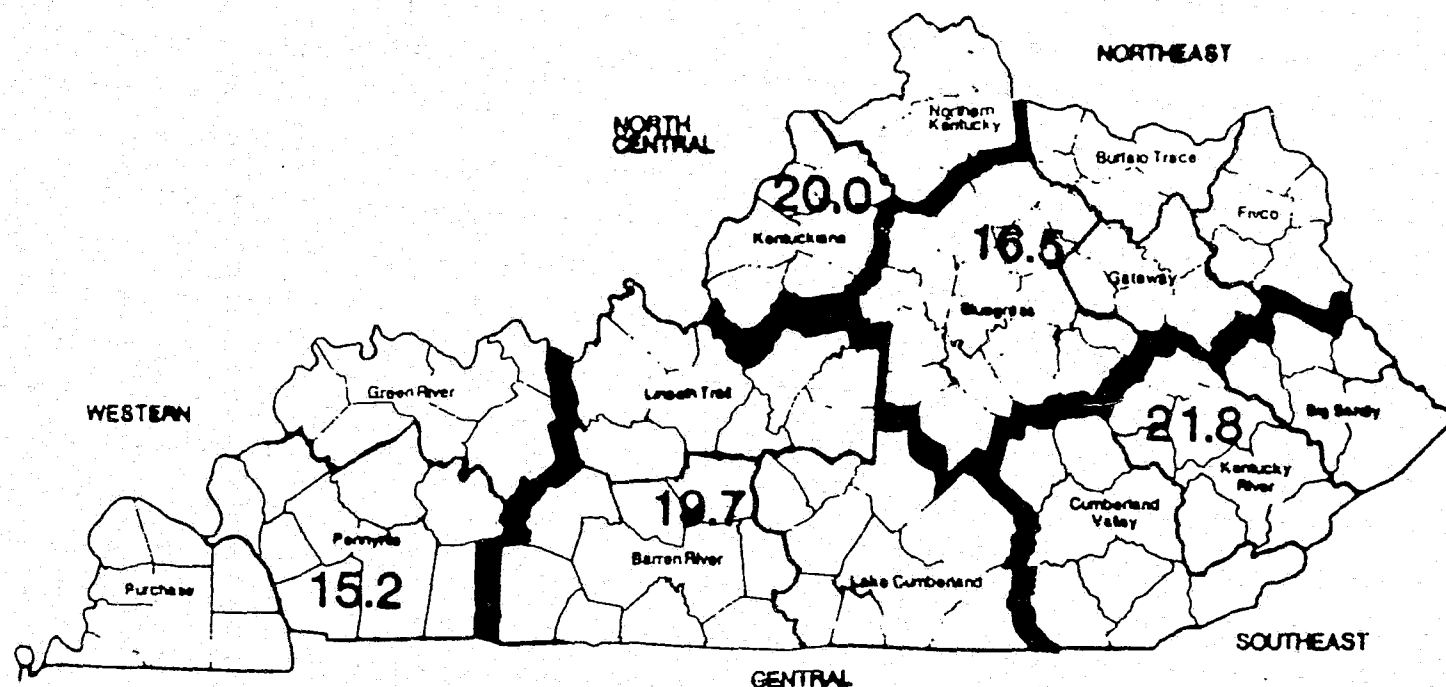 NORTHEAST
NORTH
CENTRAL
Northern
Kentucky
Buffalo Trace
20.0
Fivco
Kentuckiana
16.5
Gateway
Bluegrass
Green River
Lincoln Trail
WESTERN
Big Sandy
21.8
Kentucky
River
19.7
Cumberland
Valley
Pennyrile
Barren River
Purchase
15.2
Lake Cumberland
SOUTHEAST
CENTRAL